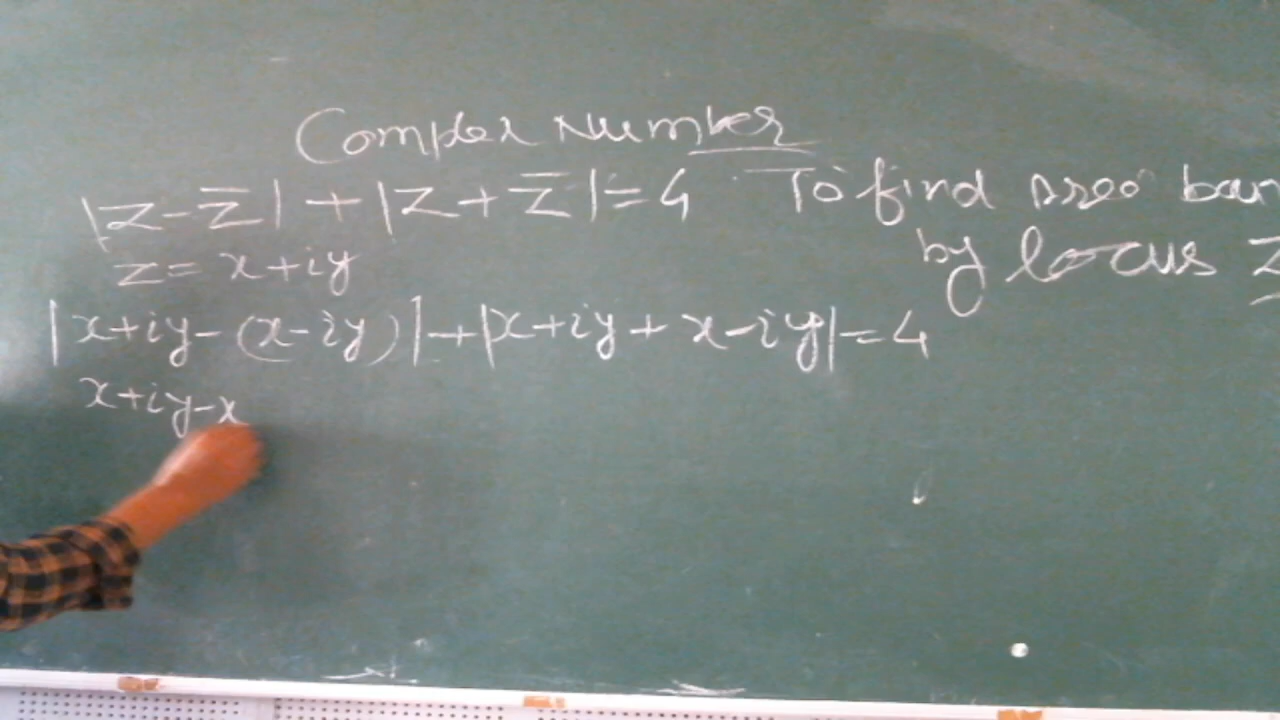 Complex Number
|z-z̅| + |z+z̅|=4 To find area
by locus z
z = x+iy
|x+iy-(x-iy)|+|x+iy+x-iy|=4
x+iy-x